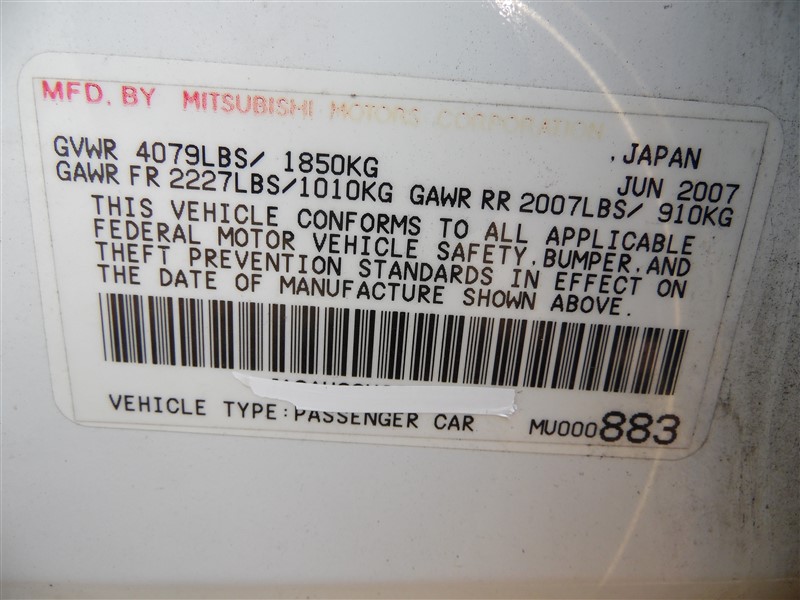 MFD. BY MITSUBISHI MOTORS CORPORATION
GVWR 4079LBS/ 1850KG , JAPAN
JUN 2007
GAWR FR 2227LBS/1010KG GAWR RR 2007LBS/ 910KG
THIS VEHICLE CONFORMS TO ALL APPLICABLE
FEDERAL MOTOR VEHICLE SAFETY, BUMPER, AND
THEFT PREVENTION STANDARDS IN EFFECT ON
THE DATE OF MANUFACTURE SHOWN ABOVE.
VEHICLE TYPE:PASSENGER CAR MU000883